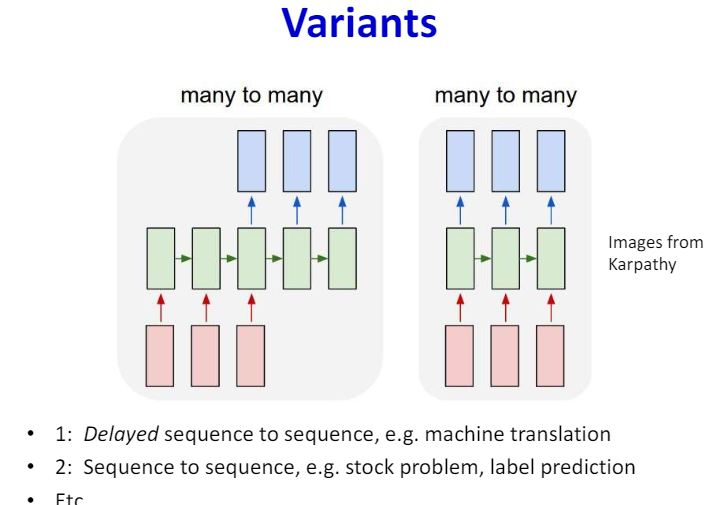 Variants
many to many
many to many
Images from
Karpathy
• 1: Delayed sequence to sequence, e.g. machine translation
• 2: Sequence to sequence, e.g. stock problem, label prediction
• Etc